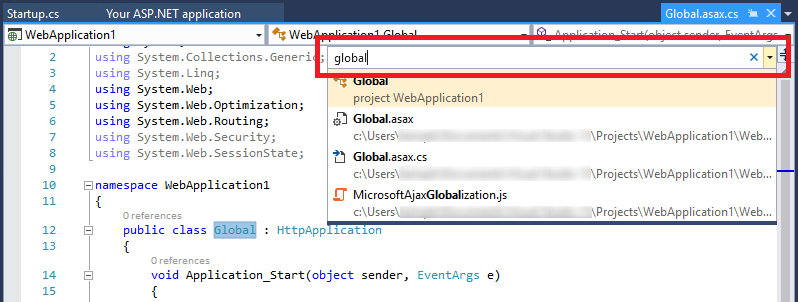 Startup.cs Your ASP.NET application Global.asax.cs
WebApplication1 WebApplication1.Global Application_Start(object sender, EventArgs
global
2 using System.Collections.Generic;
3 using System.Linq;
4 using System.Web;
5 using System.Web.Optimization;
6 using System.Web.Routing;
7 using System.Web.Security;
8 using System.Web.SessionState;
9
10 namespace WebApplication1
11 {
0 references
12 public class Global : HttpApplication
13 {
0 references
14 void Application_Start(object sender, EventArgs e)
15 {
Global
project WebApplication1
Global.asax
c:\Users\ \Projects\WebApplication1\Web...
Global.asax.cs
c:\Users\ \Projects\WebApplication1\Web...
MicrosoftAjaxGlobalization.js
c:\Users\ \Projects\WebApplication1\Web...